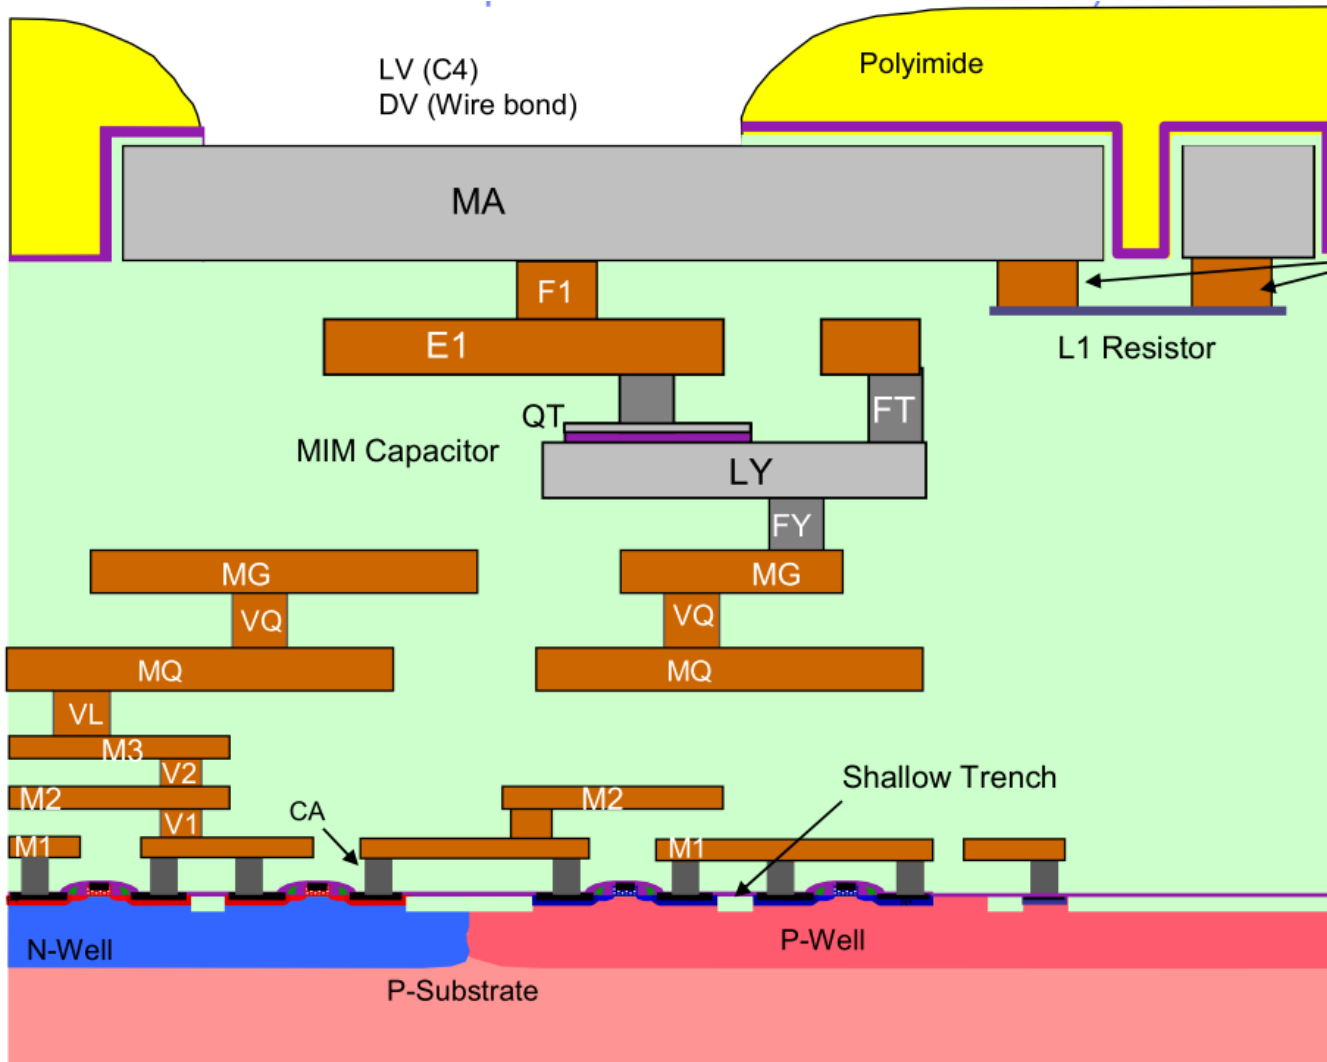 LV (C4)
DV (Wire bond)
Polyimide
MA
F1
E1
L1 Resistor
QT
FT
MIM Capacitor
LY
FY
MG
MG
VQ
VQ
MQ
MQ
VL
M3
V2
Shallow Trench
M2
M2
CA
V1
M1
M1
N-Well
P-Well
P-Substrate